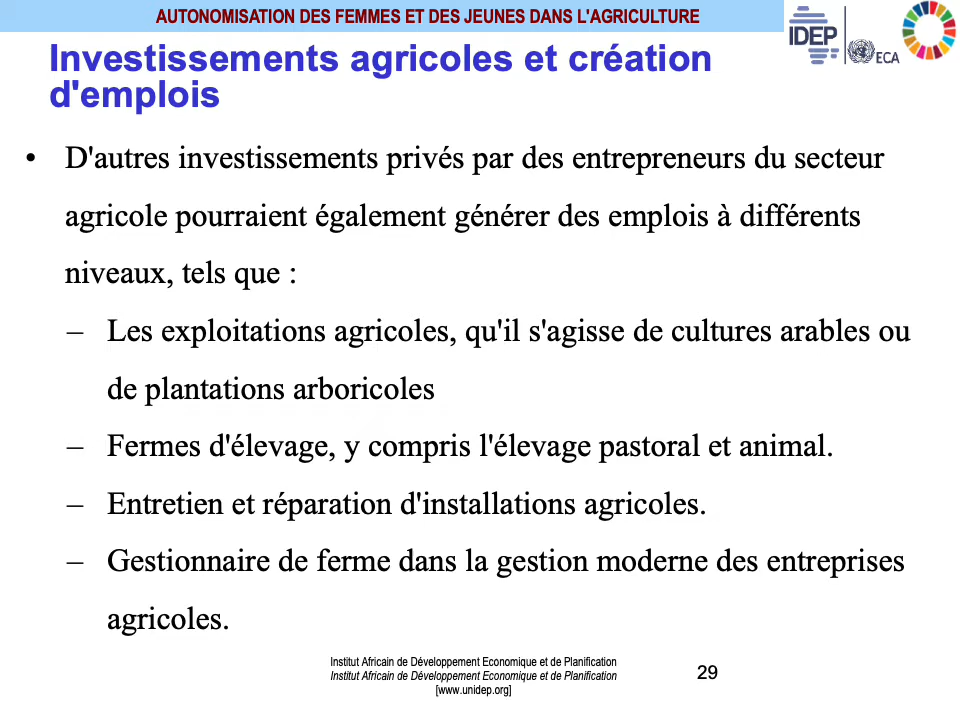 AUTONOMISATION DES FEMMES ET DES JEUNES DANS L'AGRICULTURE
IDEP
ECA
Investissements agricoles et création
d'emplois
• D'autres investissements privés par des entrepreneurs du secteur
agricole pourraient également générer des emplois à différents
niveaux, tels que :
– Les exploitations agricoles, qu'il s'agisse de cultures arables ou
de plantations arboricoles
– Fermes d'élevage, y compris l'élevage pastoral et animal.
– Entretien et réparation d'installations agricoles.
– Gestionnaire de ferme dans la gestion moderne des entreprises
agricoles.
Institut Africain de Développement Economique et de Planification
Institut Africain de Développement Economique et de Planification
[www.unidep.org]
29